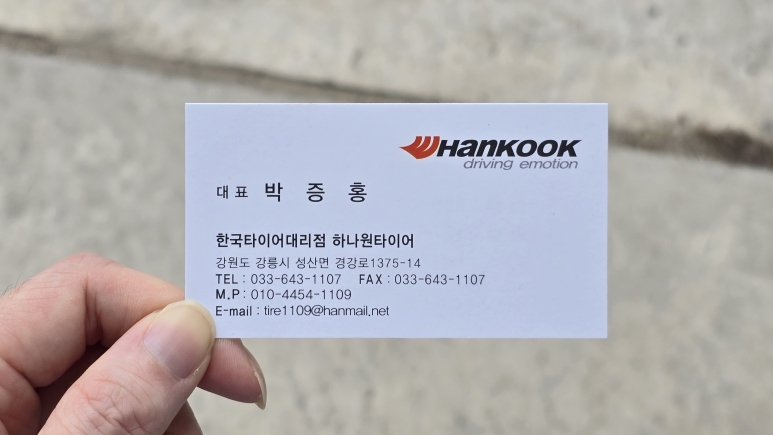 HANKOOK
driving emotion
대표 박증홍
한국타이어대리점 하나원타이어
강원도 강릉시 성산면 경강로1375-14
TEL : 033-643-1107 FAX : 033-643-1107
M.P : 010-4454-1109
E-mail : tire1109@hanmail.net